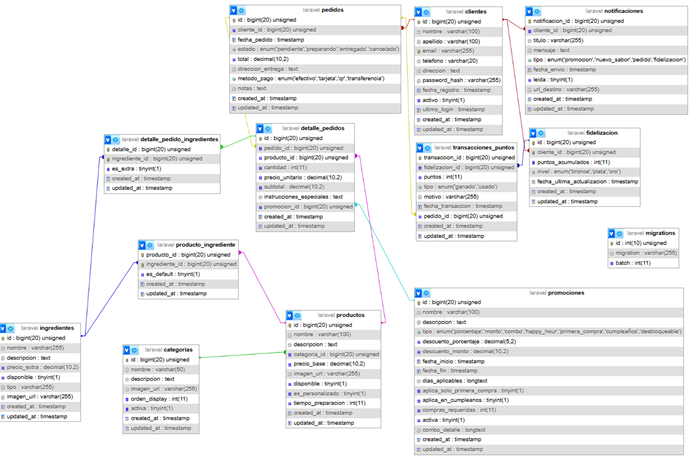 laravel pedidos
id : bigint(20) unsigned
cliente_id : bigint(20) unsigned
fecha_pedido : timestamp
estado : enum('pendiente','preparando','entregado','cancelado')
total : decimal(10,2)
direccion_entrega : text
metodo_pago : enum('efectivo','tarjeta','qr','transferencia')
notas : text
created_at : timestamp
updated_at : timestamp
laravel clientes
id : bigint(20) unsigned
nombre : varchar(100)
apellido : varchar(100)
email : varchar(255)
telefono : varchar(20)
direccion : text
password_hash : varchar(255)
fecha_registro : timestamp
activo : tinyint(1)
ultimo_login : timestamp
created_at : timestamp
updated_at : timestamp
laravel notificaciones
notificacion_id : bigint(20) unsigned
cliente_id : bigint(20) unsigned
titulo : varchar(255)
mensaje : text
tipo : enum('promocion','nuevo_sabor','pedido','fidelizacion')
fecha_envio : timestamp
leida : tinyint(1)
url_destino : varchar(255)
created_at : timestamp
updated_at : timestamp
laravel detalle_pedido_ingredientes
detalle_id : bigint(20) unsigned
ingrediente_id : bigint(20) unsigned
es_extra : tinyint(1)
created_at : timestamp
updated_at : timestamp
laravel detalle_pedidos
id : bigint(20) unsigned
pedido_id : bigint(20) unsigned
producto_id : bigint(20) unsigned
cantidad : int(11)
precio_unitario : decimal(10,2)
subtotal : decimal(10,2)
instrucciones_especiales : text
promocion_id : bigint(20) unsigned
created_at : timestamp
updated_at : timestamp
laravel transacciones_puntos
transaccion_id : bigint(20) unsigned
fidelizacion_id : bigint(20) unsigned
puntos : int(11)
tipo : enum('ganado','usado')
motivo : varchar(255)
fecha_transaccion : timestamp
pedido_id : bigint(20) unsigned
created_at : timestamp
updated_at : timestamp
laravel fidelizacion
id : bigint(20) unsigned
cliente_id : bigint(20) unsigned
puntos_acumulados : int(11)
nivel : enum('bronce','plata','oro')
fecha_ultima_actualizacion : timestamp
created_at : timestamp
updated_at : timestamp
laravel migrations
id : int(10) unsigned
migration : varchar(255)
batch : int(11)
laravel producto_ingrediente
producto_id : bigint(20) unsigned
ingrediente_id : bigint(20) unsigned
es_default : tinyint(1)
created_at : timestamp
updated_at : timestamp
laravel ingredientes
id : bigint(20) unsigned
nombre : varchar(255)
descripcion : text
precio_extra : decimal(10,2)
disponible : tinyint(1)
tipo : varchar(255)
imagen_url : varchar(255)
created_at : timestamp
updated_at : timestamp
laravel categorias
id : bigint(20) unsigned
nombre : varchar(50)
descripcion : text
imagen_url : varchar(255)
orden_display : int(11)
activa : tinyint(1)
created_at : timestamp
updated_at : timestamp
laravel productos
id : bigint(20) unsigned
nombre : varchar(100)
descripcion : text
categoria_id : bigint(20) unsigned
precio_base : decimal(10,2)
imagen_url : varchar(255)
disponible : tinyint(1)
es_personalizado : tinyint(1)
tiempo_preparacion : int(11)
created_at : timestamp
updated_at : timestamp
laravel promociones
id : bigint(20) unsigned
nombre : varchar(100)
descripcion : text
tipo : enum('porcentaje','monto','combo','happy_hour','primera_compra','cumpleaños','desbloqueable')
descuento_porcentaje : decimal(5,2)
descuento_monto : decimal(10,2)
fecha_inicio : timestamp
fecha_fin : timestamp
dias_aplicables : longtext
aplica_solo_primera_compra : tinyint(1)
aplica_en_cumpleanos : tinyint(1)
compras_requeridas : int(11)
activa : tinyint(1)
combo_detalle : longtext
created_at : timestamp
updated_at : timestamp